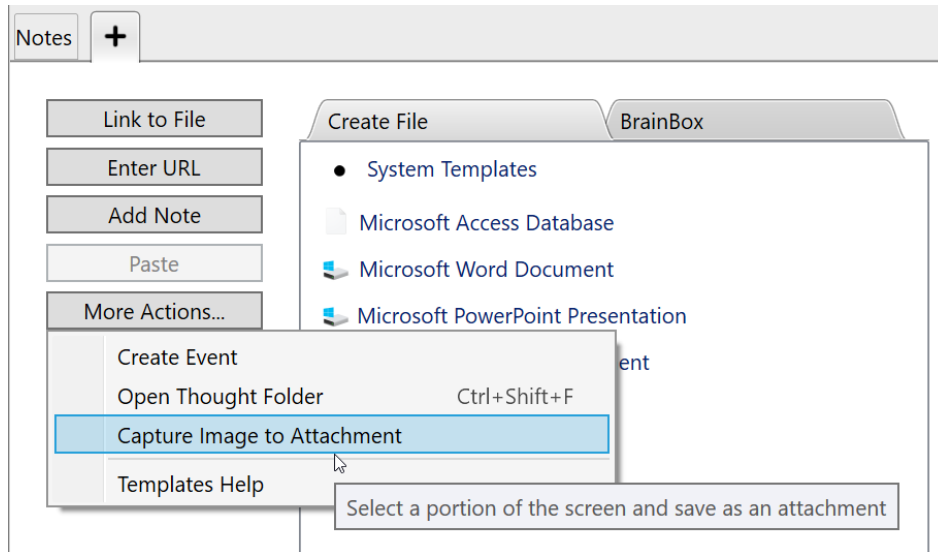 Notes
+
Link to File
Enter URL
Add Note
Paste
More Actions...
Create File
BrainBox
System Templates
Microsoft Access Database
Microsoft Word Document
Microsoft PowerPoint Presentation
ent
Create Event
Open Thought Folder Ctrl+Shift+F
Capture Image to Attachment
Templates Help
Select a portion of the screen and save as an attachment